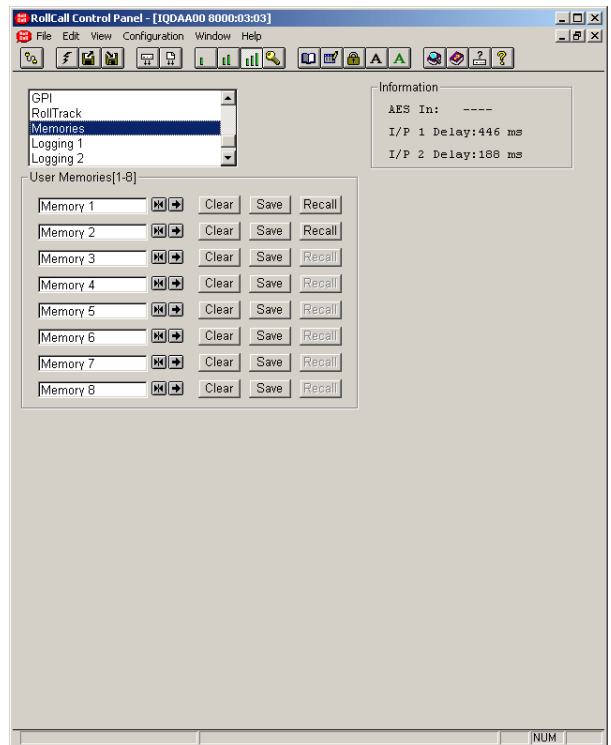 RollCall Control Panel - [IQDAA00 8000:03:03]
File Edit View Configuration Window Help
A A ?
GPI
RollTrack
Memories
Logging 1
Logging 2
Information
AES In: ----
I/P 1 Delay:446 ms
I/P 2 Delay:188 ms
User Memories[1-8]
Memory 1 Clear Save Recall
Memory 2 Clear Save Recall
Memory 3 Clear Save Recall
Memory 4 Clear Save Recall
Memory 5 Clear Save Recall
Memory 6 Clear Save Recall
Memory 7 Clear Save Recall
Memory 8 Clear Save Recall
NUM